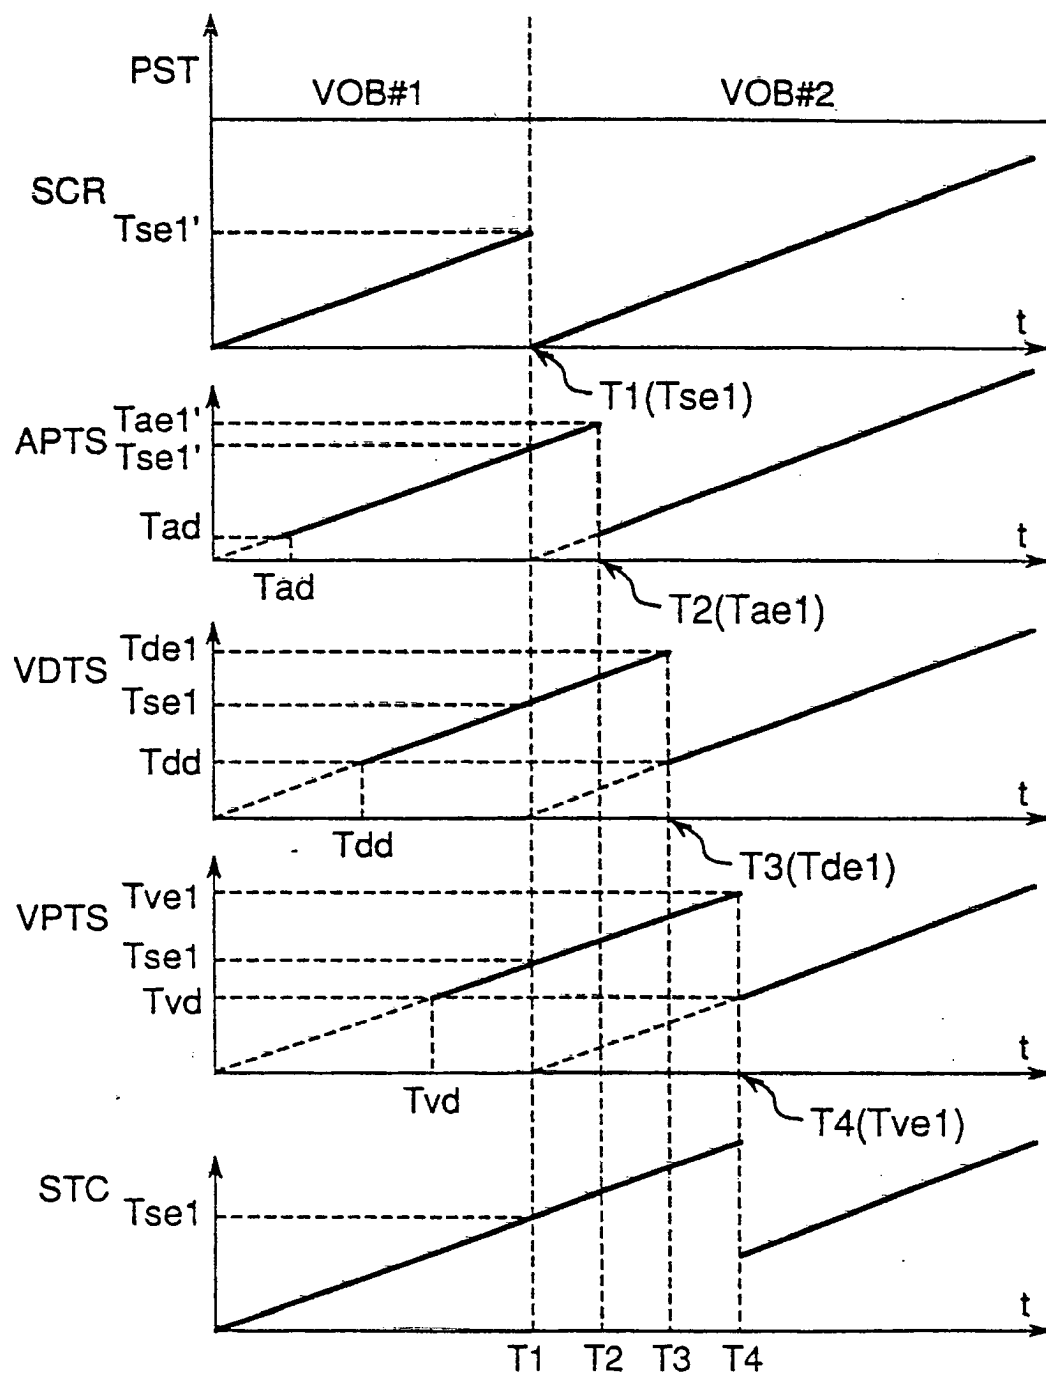 PST
VOB#1 VOB#2
SCR
Tse1'
t
T1(Tse1)
Tae1'
APTS
Tse1'
Tad
t
Tad
T2(Tae1)
Tde1
VDTS
Tse1
Tdd
t
Tdd
T3(Tde1)
Tve1
VPTS
Tse1
Tvd
t
Tvd
T4(Tve1)
STC
Tse1
t
T1 T2 T3 T4